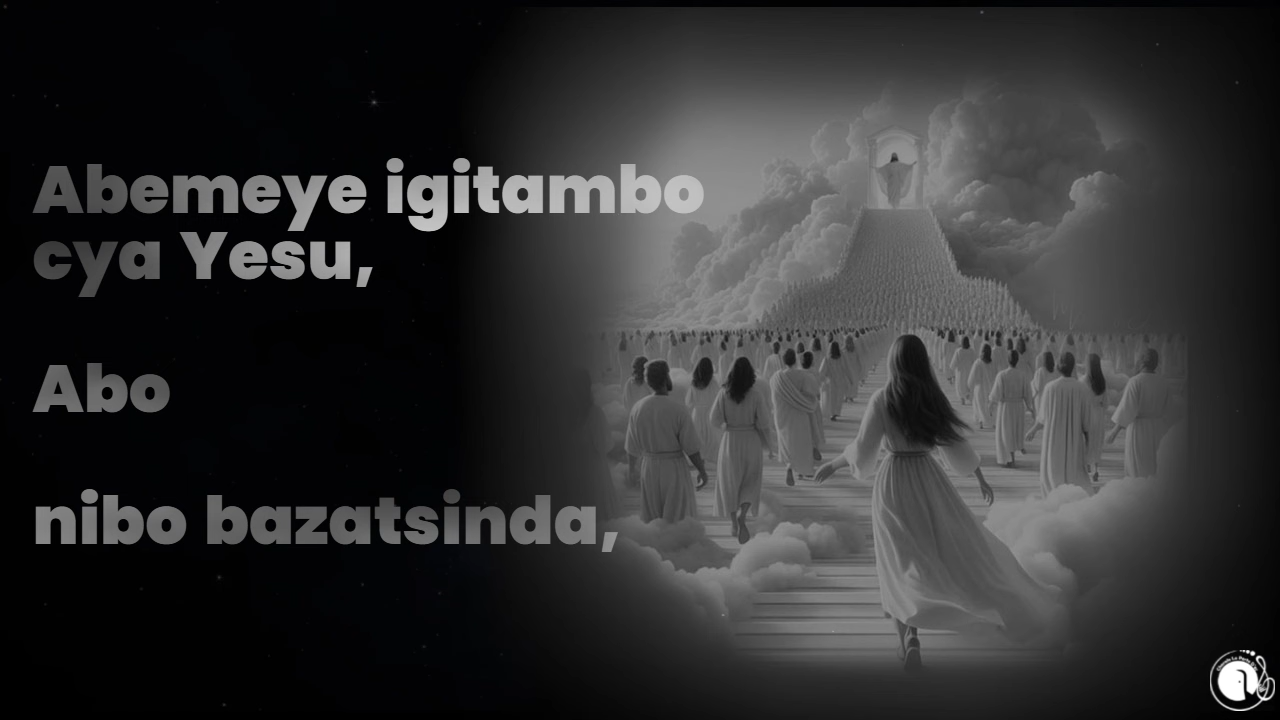 Abemeye igitambo
cya Yesu,
Abo
nibo bazatsinda,